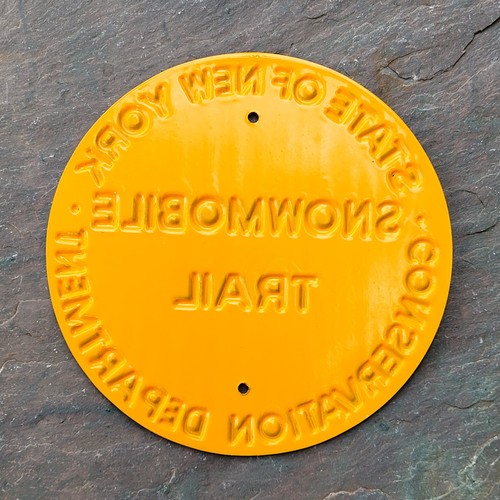 STATE OF NEW YORK
SNOWMOBILE
TRAIL
· CONSERVATION DEPARTMENT ·